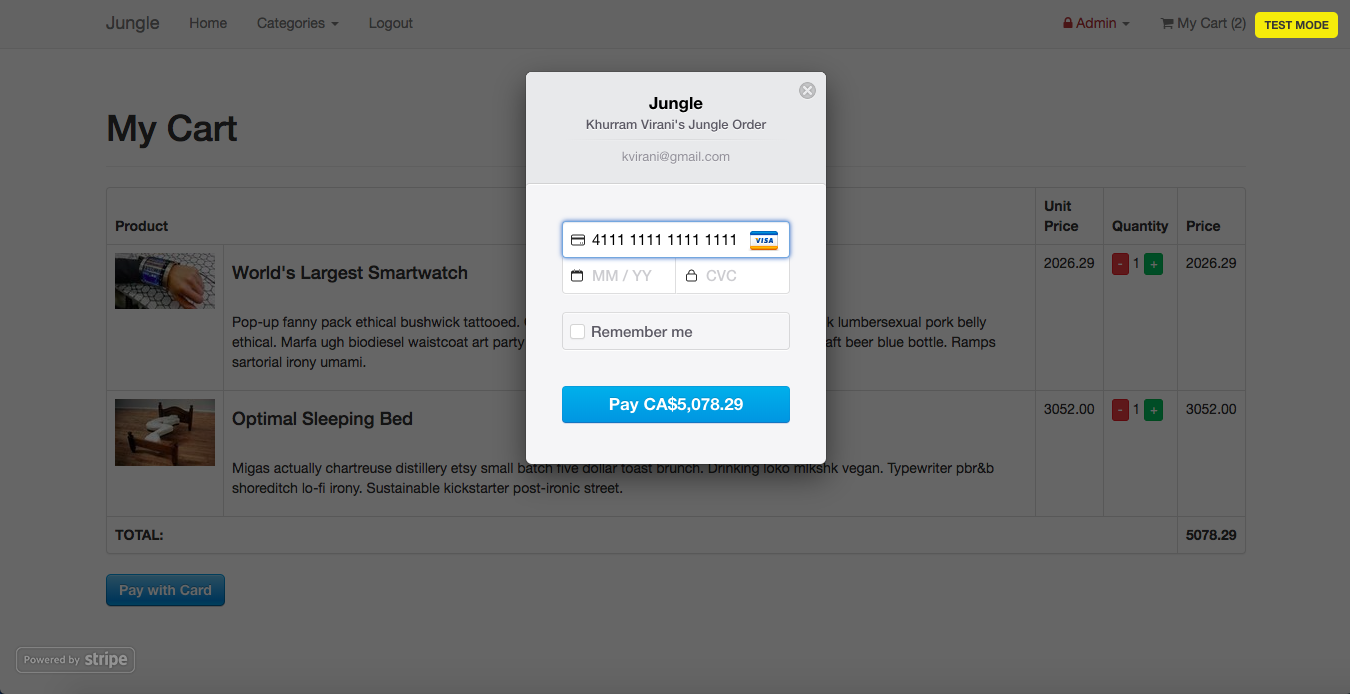 Jungle Home Categories Logout Admin My Cart (2) TEST MODE
Jungle
Khurram Virani's Jungle Order
kvirani@gmail.com
4111 1111 1111 1111 VISA
MM / YY CVC
Remember me
Pay CA$5,078.29
My Cart
Product Unit Price Quantity Price
World's Largest Smartwatch 2026.29 - 1 + 2026.29
Pop-up fanny pack ethical bushwick tattooed. lumbersexual pork belly
ethical. Marfa ugh biodiesel waistcoat art party beer blue bottle. Ramps
sartorial irony umami.
Optimal Sleeping Bed 3052.00 - 1 + 3052.00
Migas actually chartreuse distillery etsy small batch five dollar toast brunch. Drinking loko mlkshk vegan. Typewriter pbr&b
shoreditch lo-fi irony. Sustainable kickstarter post-ironic street.
TOTAL: 5078.29
Pay with Card
Powered by stripe